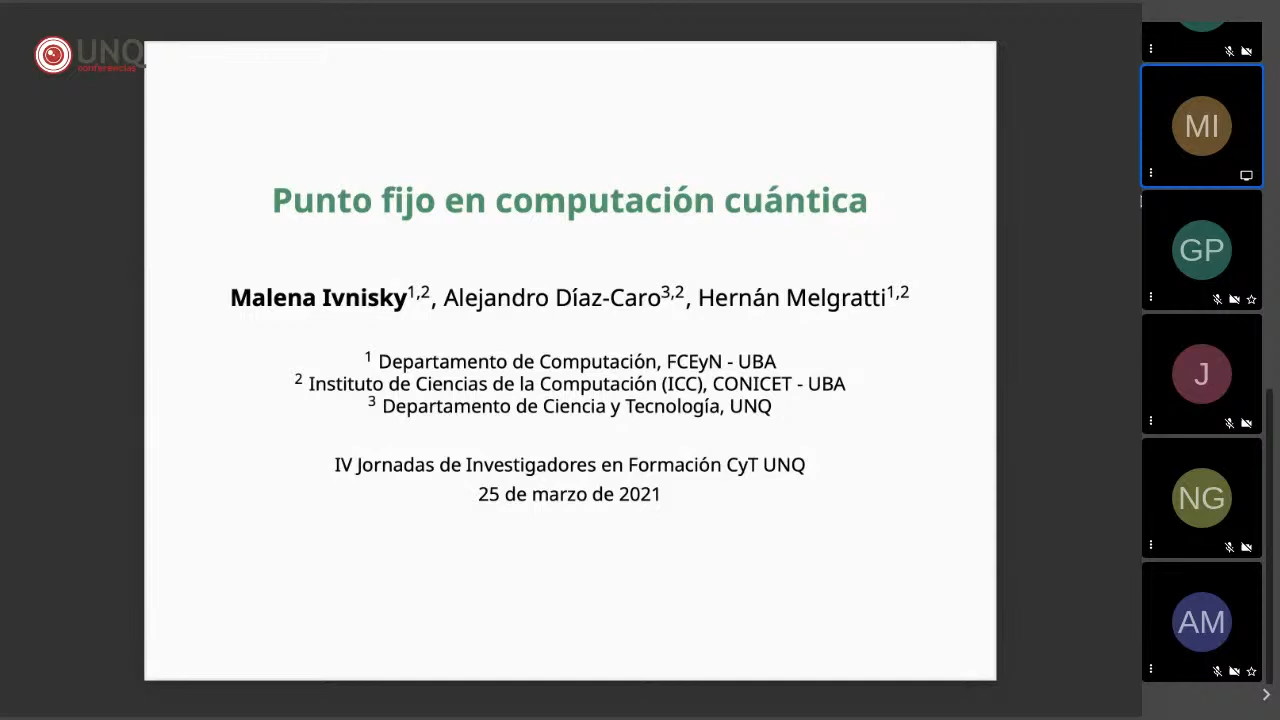 UNQ
conferencias
Punto fijo en computación cuántica
Malena Ivnisky1,2, Alejandro Díaz-Caro3,2, Hernán Melgratti1,2
1 Departamento de Computación, FCEyN - UBA
2 Instituto de Ciencias de la Computación (ICC), CONICET - UBA
3 Departamento de Ciencia y Tecnología, UNQ
IV Jornadas de Investigadores en Formación CyT UNQ
25 de marzo de 2021
MI
GP
J
NG
AM